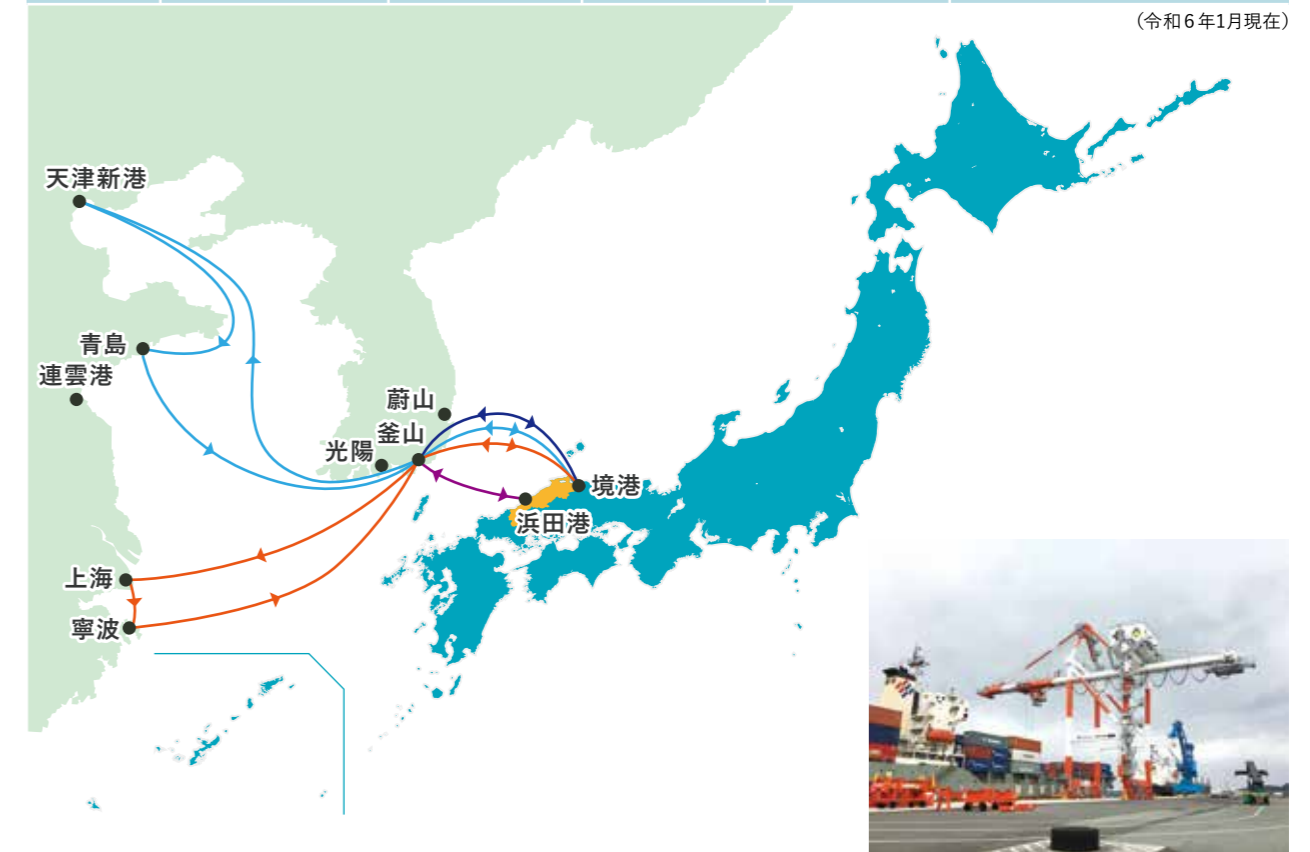 (令和6年1月現在)
天津新港
青島
連雲港
蔚山
釜山
光陽
境港
浜田港
上海
寧波